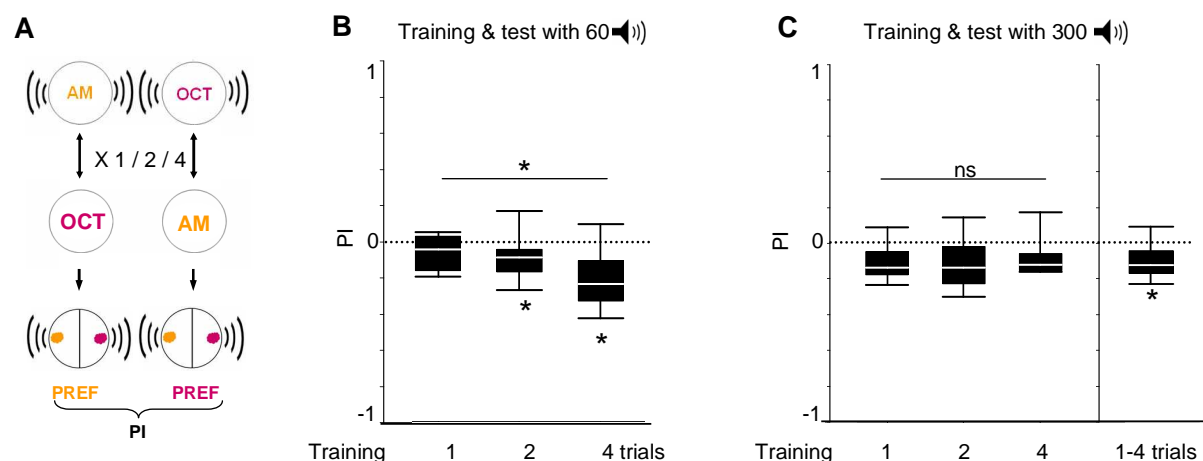 A
AM
OCT
X 1 / 2 / 4
OCT
AM
PREF
PREF
PI
B
Training & test with 60
1
PI
0
-1
*
*
*
Training 1 2 4 trials
C
Training & test with 300
1
PI
0
-1
ns
*
1 2 4 1-4 trials
Training